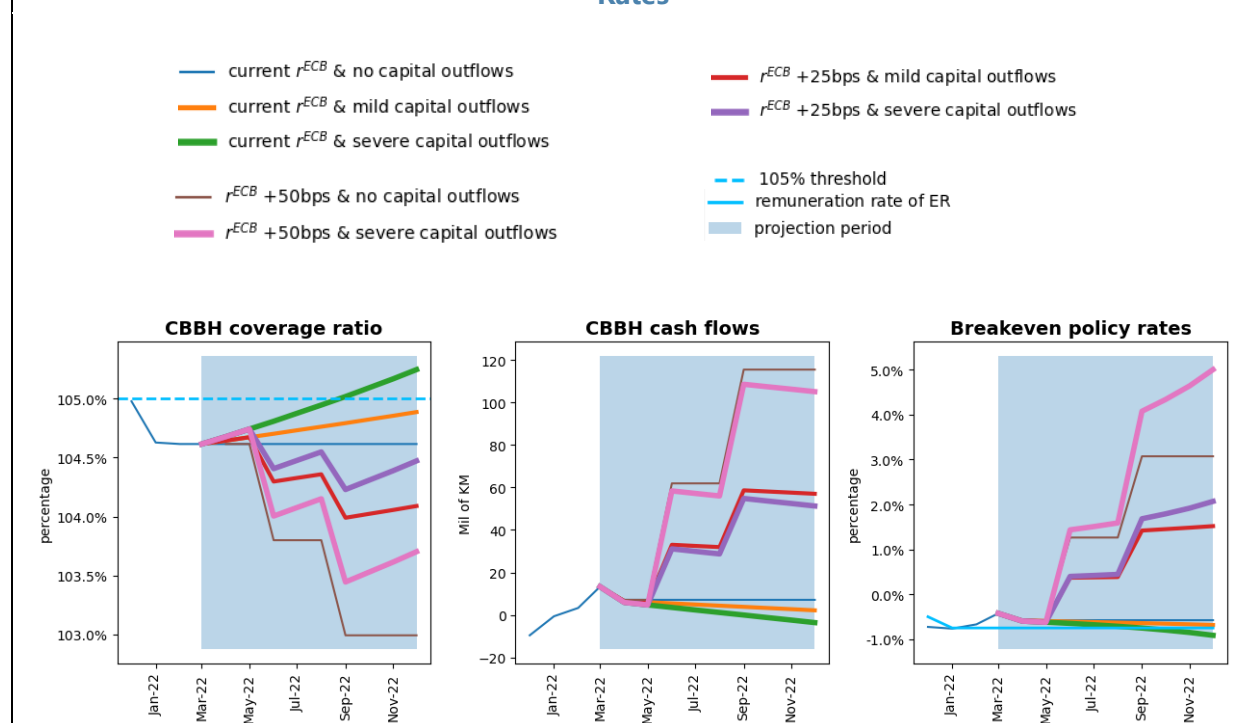 Rates
current r^ECB & no capital outflows
current r^ECB & mild capital outflows
current r^ECB & severe capital outflows
r^ECB +50bps & no capital outflows
r^ECB +50bps & severe capital outflows
r^ECB +25bps & mild capital outflows
r^ECB +25bps & severe capital outflows
105% threshold
remuneration rate of ER
projection period
CBBH coverage ratio
percentage
105.0%
104.5%
104.0%
103.5%
103.0%
Jan-22
Mar-22
May-22
Jul-22
Sep-22
Nov-22
CBBH cash flows
Mil of KM
120
100
80
60
40
20
0
−20
Jan-22
Mar-22
May-22
Jul-22
Sep-22
Nov-22
Breakeven policy rates
percentage
5.0%
4.0%
3.0%
2.0%
1.0%
0.0%
-1.0%
Jan-22
Mar-22
May-22
Jul-22
Sep-22
Nov-22